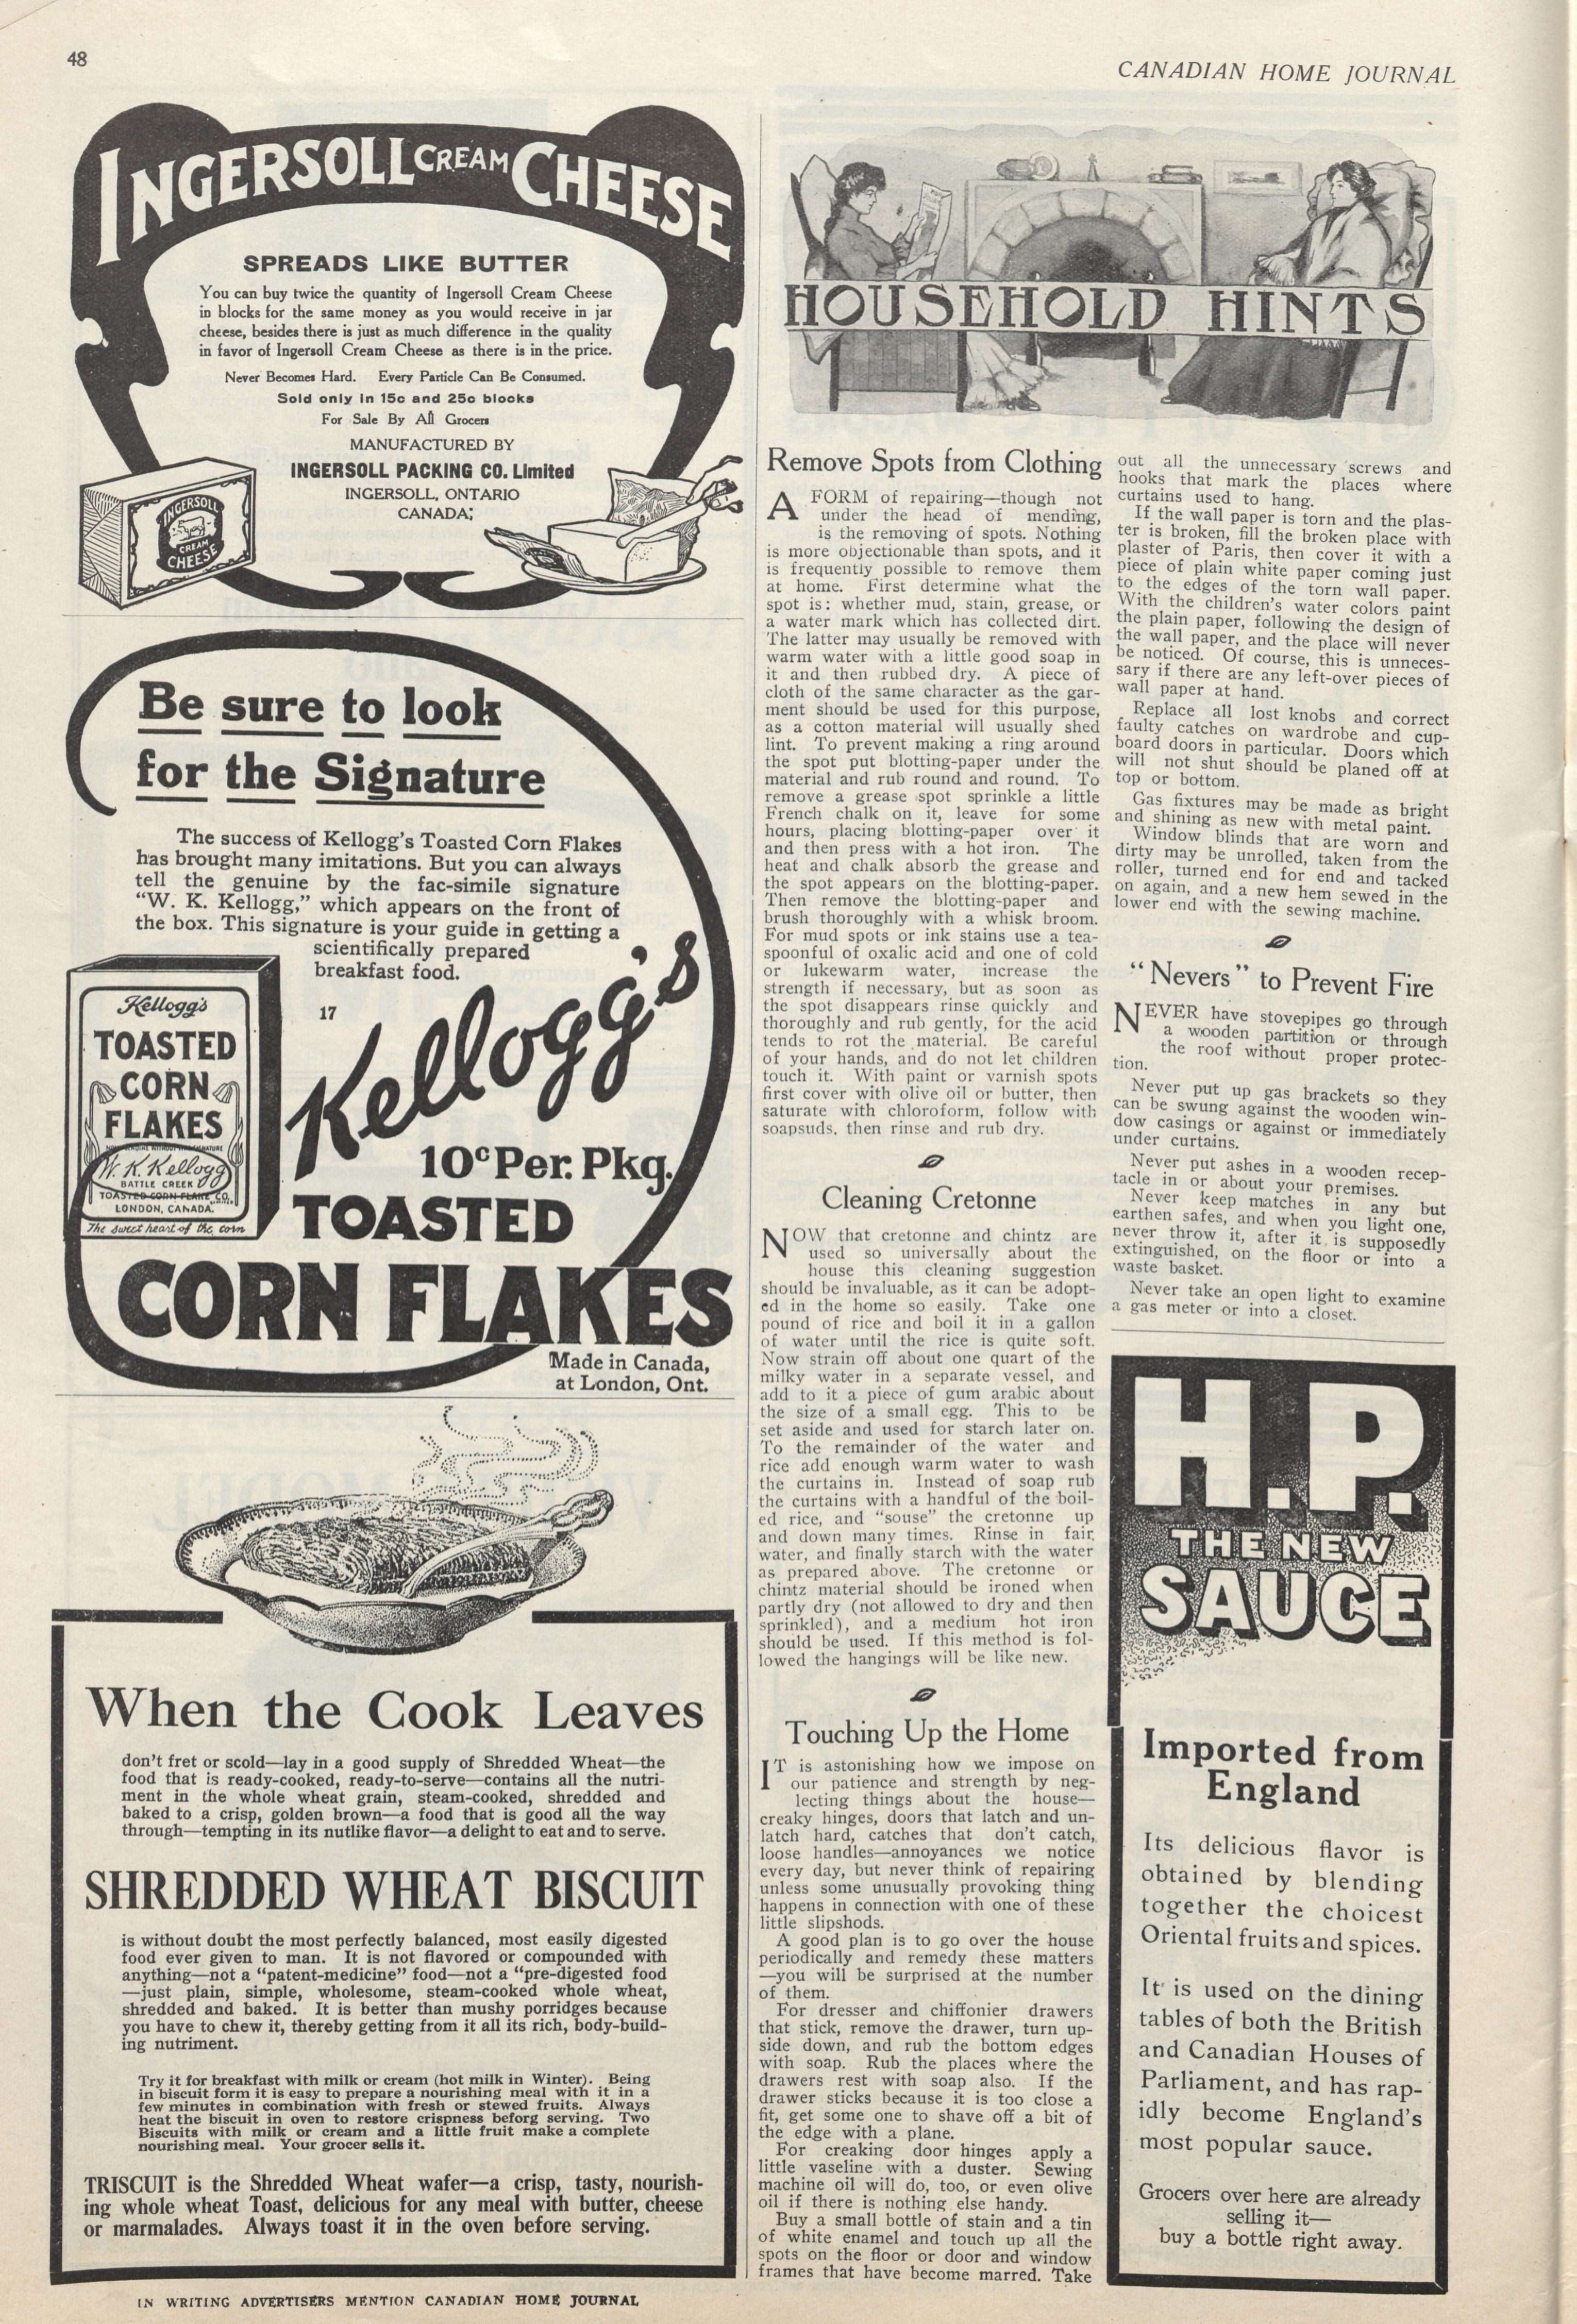 48
CANADIAN HOME JOURNAL
INGERSOLL CREAM CHEESE
SPREADS LIKE BUTTER
You can buy twice the quantity of Ingersoll Cream Cheese
in blocks for the same money as you would receive in jar
cheese, besides there is just as much difference in the quality
in favor of Ingersoll Cream Cheese as there is in the price.
Never Becomes Hard. Every Particle Can Be Consumed.
Sold only in 15c and 25c blocks
For Sale By All Grocers
MANUFACTURED BY
INGERSOLL PACKING CO. Limited
INGERSOLL, ONTARIO
CANADA;
INGERSOLL
CREAM
CHEESE
Be sure to look
for the Signature
The success of Kellogg's Toasted Corn Flakes
has brought many imitations. But you can always
tell the genuine by the fac-simile signature
"W. K. Kellogg," which appears on the front of
the box. This signature is your guide in getting a
scientifically prepared
breakfast food.
17
Kellogg's
TOASTED
CORN
FLAKES
W. K. Kellogg
BATTLE CREEK
TOASTED CORN FLAKE CO.
LONDON, CANADA.
The sweet heart of the corn
Kellogg's
10c Per. Pkg.
TOASTED
CORN FLAKES
Made in Canada,
at London, Ont.
When the Cook Leaves
don't fret or scold—lay in a good supply of Shredded Wheat—the
food that is ready-cooked, ready-to-serve—contains all the nutri-
ment in the whole wheat grain, steam-cooked, shredded and
baked to a crisp, golden brown—a food that is good all the way
through—tempting in its nutlike flavor—a delight to eat and to serve.
SHREDDED WHEAT BISCUIT
is without doubt the most perfectly balanced, most easily digested
food ever given to man. It is not flavored or compounded with
anything—not a "patent-medicine" food—not a "pre-digested food
—just plain, simple, wholesome, steam-cooked whole wheat,
shredded and baked. It is better than mushy porridges because
you have to chew it, thereby getting from it all its rich, body-build-
ing nutriment.
Try it for breakfast with milk or cream (hot milk in Winter). Being
in biscuit form it is easy to prepare a nourishing meal with it in a
few minutes in combination with fresh or stewed fruits. Always
heat the biscuit in oven to restore crispness beforg serving. Two
Biscuits with milk or cream and a little fruit make a complete
nourishing meal. Your grocer sells it.
TRISCUIT is the Shredded Wheat wafer—a crisp, tasty, nourish-
ing whole wheat Toast, delicious for any meal with butter, cheese
or marmalades. Always toast it in the oven before serving.
IN WRITING ADVERTISERS MENTION CANADIAN HOME JOURNAL
HOUSEHOLD HINTS
Remove Spots from Clothing
A FORM of repairing—though not
under the head of mending,
is the removing of spots. Nothing
is more objectionable than spots, and it
is frequently possible to remove them
at home. First determine what the
spot is: whether mud, stain, grease, or
a water mark which has collected dirt.
The latter may usually be removed with
warm water with a little good soap in
it and then rubbed dry. A piece of
cloth of the same character as the gar-
ment should be used for this purpose,
as a cotton material will usually shed
lint. To prevent making a ring around
the spot put blotting-paper under the
material and rub round and round. To
remove a grease spot sprinkle a little
French chalk on it, leave for some
hours, placing blotting-paper over it
and then press with a hot iron. The
heat and chalk absorb the grease and
the spot appears on the blotting-paper.
Then remove the blotting-paper and
brush thoroughly with a whisk broom.
For mud spots or ink stains use a tea-
spoonful of oxalic acid and one of cold
or lukewarm water, increase the
strength if necessary, but as soon as
the spot disappears rinse quickly and
thoroughly and rub gently, for the acid
tends to rot the material. Be careful
of your hands, and do not let children
touch it. With paint or varnish spots
first cover with olive oil or butter, then
saturate with chloroform, follow with
soapsuds, then rinse and rub dry.
Cleaning Cretonne
NOW that cretonne and chintz are
used so universally about the
house this cleaning suggestion
should be invaluable, as it can be adopt-
ed in the home so easily. Take one
pound of rice and boil it in a gallon
of water until the rice is quite soft.
Now strain off about one quart of the
milky water in a separate vessel, and
add to it a piece of gum arabic about
the size of a small egg. This to be
set aside and used for starch later on.
To the remainder of the water and
rice add enough warm water to wash
the curtains in. Instead of soap rub
the curtains with a handful of the boil-
ed rice, and "souse" the cretonne up
and down many times. Rinse in fair
water, and finally starch with the water
as prepared above. The cretonne or
chintz material should be ironed when
partly dry (not allowed to dry and then
sprinkled), and a medium hot iron
should be used. If this method is fol-
lowed the hangings will be like new.
Touching Up the Home
IT is astonishing how we impose on
our patience and strength by neg-
lecting things about the house—
creaky hinges, doors that latch and un-
latch hard, catches that don't catch,
loose handles—annoyances we notice
every day, but never think of repairing
unless some unusually provoking thing
happens in connection with one of these
little slipshods.
A good plan is to go over the house
periodically and remedy these matters
—you will be surprised at the number
of them.
For dresser and chiffonier drawers
that stick, remove the drawer, turn up-
side down, and rub the bottom edges
with soap. Rub the places where the
drawers rest with soap also. If the
drawer sticks because it is too close a
fit, get some one to shave off a bit of
the edge with a plane.
For creaking door hinges apply a
little vaseline with a duster. Sewing
machine oil will do, too, or even olive
oil if there is nothing else handy.
Buy a small bottle of stain and a tin
of white enamel and touch up all the
spots on the floor or door and window
frames that have become marred. Take
out all the unnecessary screws and
hooks that mark the places where
curtains used to hang.
If the wall paper is torn and the plas-
ter is broken, fill the broken place with
plaster of Paris, then cover it with a
piece of plain white paper coming just
to the edges of the torn wall paper.
With the children's water colors paint
the plain paper, following the design of
the wall paper, and the place will never
be noticed. Of course, this is unneces-
sary if there are any left-over pieces of
wall paper at hand.
Replace all lost knobs and correct
faulty catches on wardrobe and cup-
board doors in particular. Doors which
will not shut should be planed off at
top or bottom.
Gas fixtures may be made as bright
and shining as new with metal paint.
Window blinds that are worn and
dirty may be unrolled, taken from the
roller, turned end for end and tacked
on again, and a new hem sewed in the
lower end with the sewing machine.
"Nevers" to Prevent Fire
NEVER have stovepipes go through
a wooden partition or through
the roof without proper protec-
tion.
Never put up gas brackets so they
can be swung against the wooden win-
dow casings or against or immediately
under curtains.
Never put ashes in a wooden recep-
tacle in or about your premises.
Never keep matches in any but
earthen safes, and when you light one,
never throw it, after it is supposedly
extinguished, on the floor or into a
waste basket.
Never take an open light to examine
a gas meter or into a closet.
H.P.
THE NEW
SAUCE
Imported from
England
Its delicious flavor is
obtained by blending
together the choicest
Oriental fruits and spices.
It is used on the dining
tables of both the British
and Canadian Houses of
Parliament, and has rap-
idly become England's
most popular sauce.
Grocers over here are already
selling it—
buy a bottle right away.